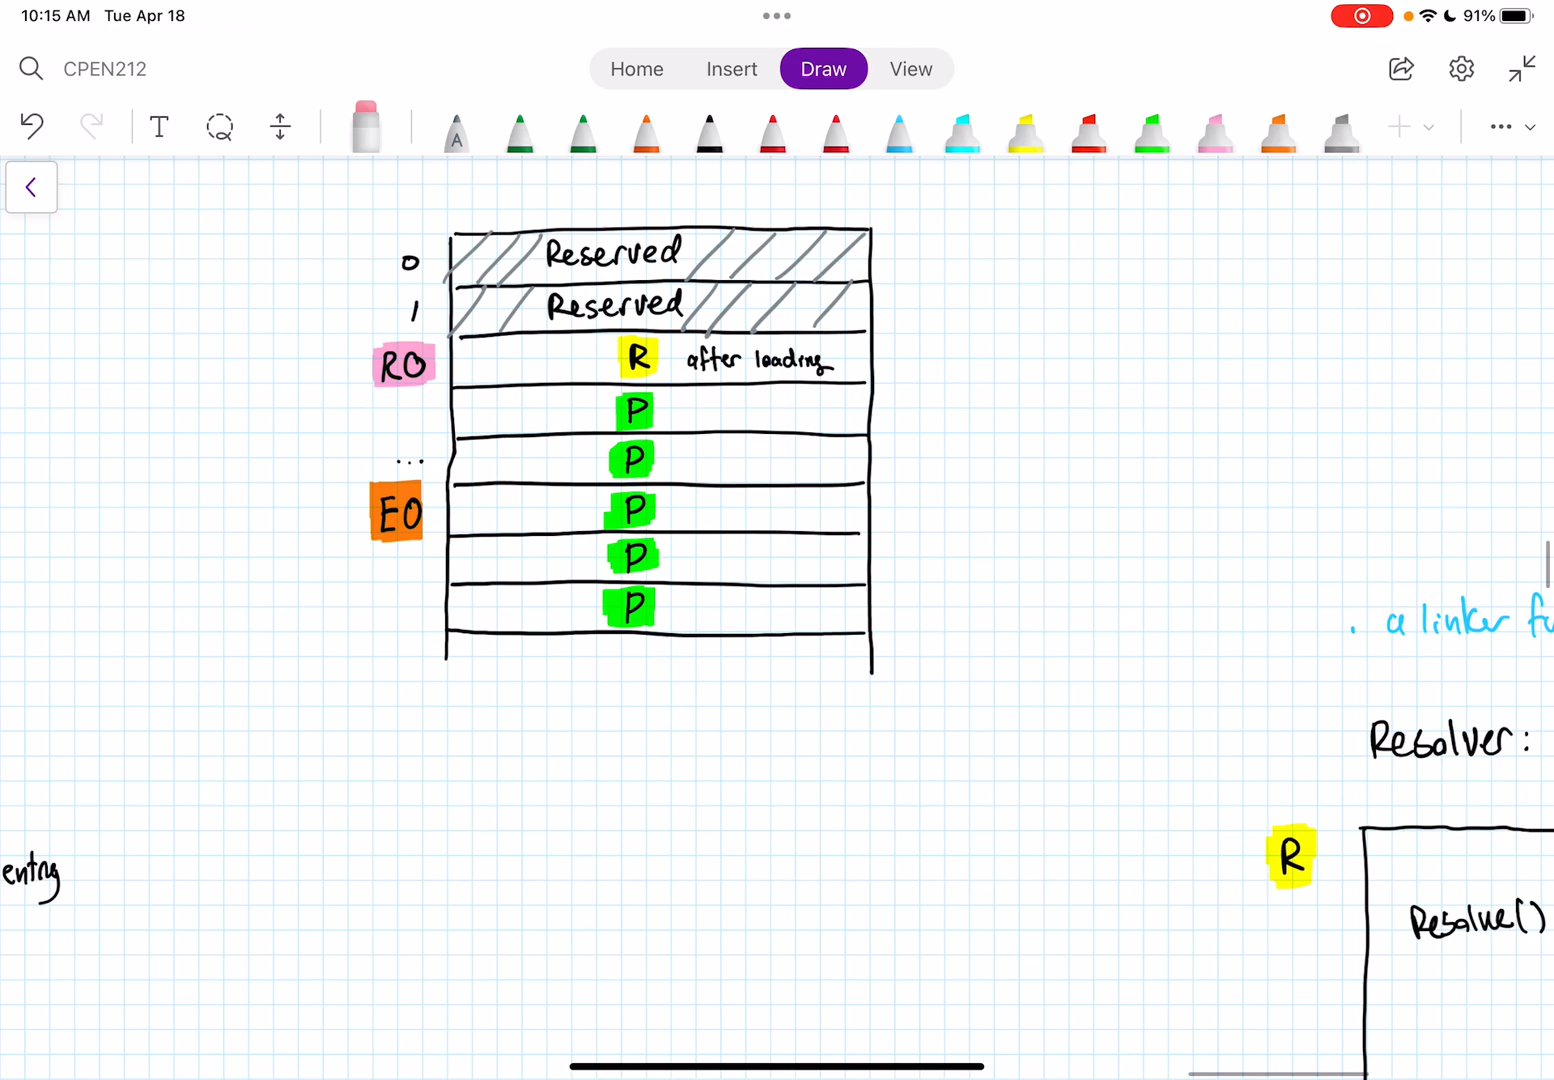 10:15 AM Tue Apr 18
91%
CPEN212
Home Insert Draw View
T
A
0 Reserved
1 Reserved
RO R after loading
P
... P
EO P
P
P
. a linker fu
Resolver:
entry
R
Resolve()